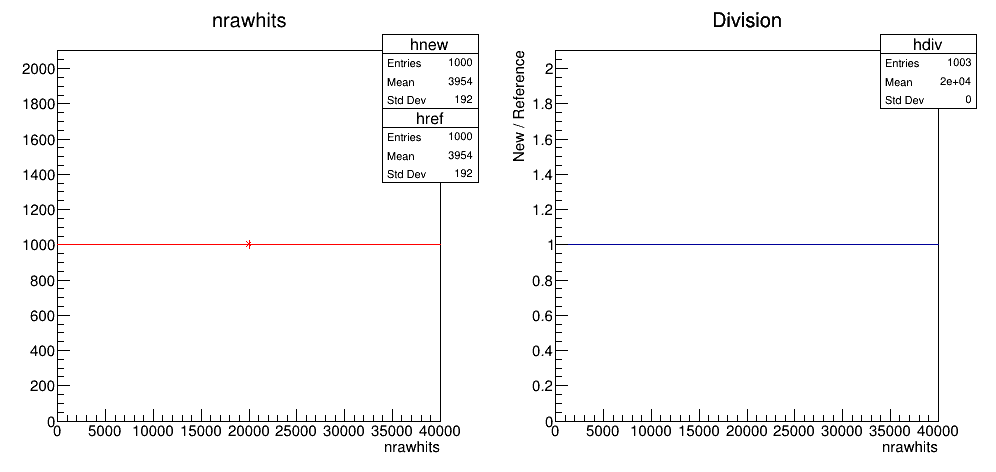 nrawhits
hnew
Entries 1000
Mean 3954
Std Dev 192
href
Entries 1000
Mean 3954
Std Dev 192
2000
1800
1600
1400
1200
1000
800
600
400
200
0
0 5000 10000 15000 20000 25000 30000 35000 40000
nrawhits
Division
hdiv
Entries 1003
Mean 2e+04
Std Dev 0
New / Reference
2
1.8
1.6
1.4
1.2
1
0.8
0.6
0.4
0.2
0
0 5000 10000 15000 20000 25000 30000 35000 40000
nrawhits